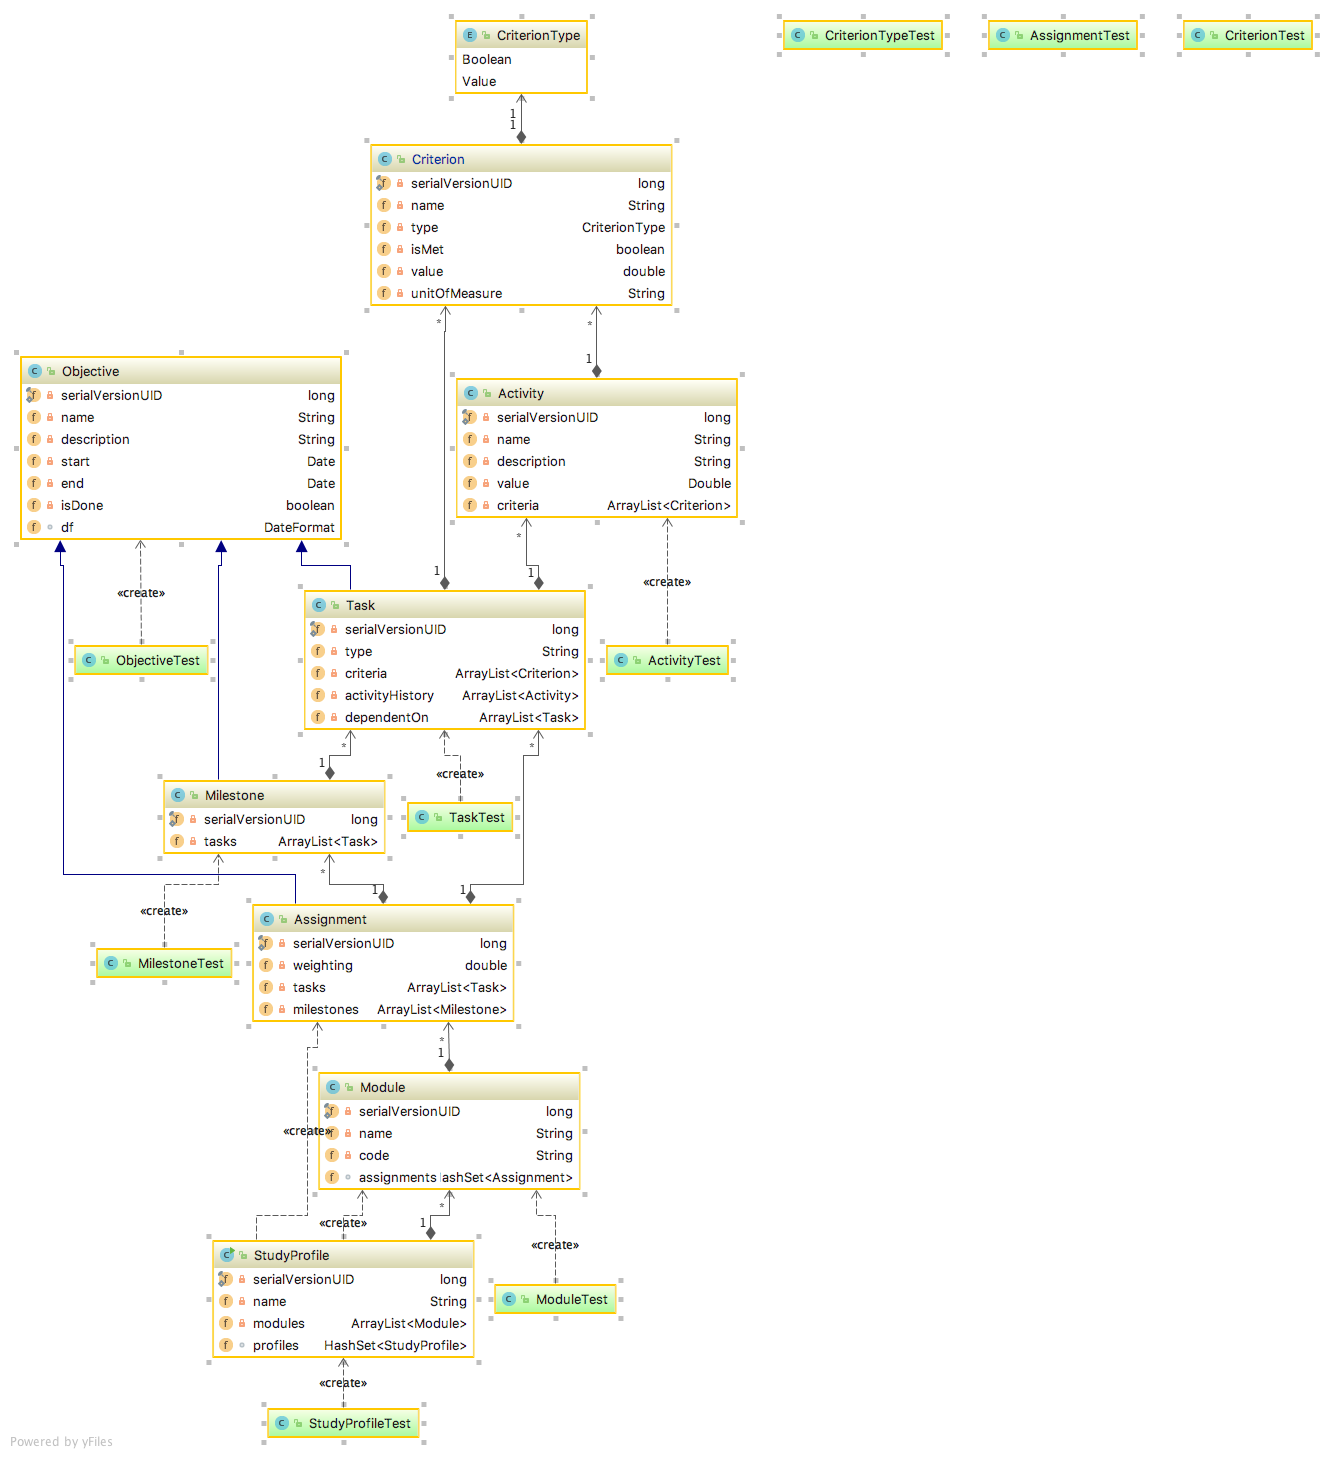 CriterionType
Boolean
Value
CriterionTypeTest
AssignmentTest
CriterionTest
1
1
Criterion
serialVersionUID long
name String
type CriterionType
isMet boolean
value double
unitOfMeasure String
*
*
1
Objective
serialVersionUID long
name String
description String
start Date
end Date
isDone boolean
df DateFormat
Activity
serialVersionUID long
name String
description String
value Double
criteria ArrayList<Criterion>
*
1
1
«create»
«create»
Task
serialVersionUID long
type String
criteria ArrayList<Criterion>
activityHistory ArrayList<Activity>
dependentOn ArrayList<Task>
ObjectiveTest
ActivityTest
*
*
1
«create»
Milestone
serialVersionUID long
tasks ArrayList<Task>
TaskTest
*
1
1
«create»
Assignment
serialVersionUID long
weighting double
tasks ArrayList<Task>
milestones ArrayList<Milestone>
MilestoneTest
*
1
«create»
Module
serialVersionUID long
name String
code String
assignments ashSet<Assignment>
*
1
«create»
«create»
StudyProfile
serialVersionUID long
name String
modules ArrayList<Module>
profiles HashSet<StudyProfile>
ModuleTest
«create»
StudyProfileTest
Powered by yFiles